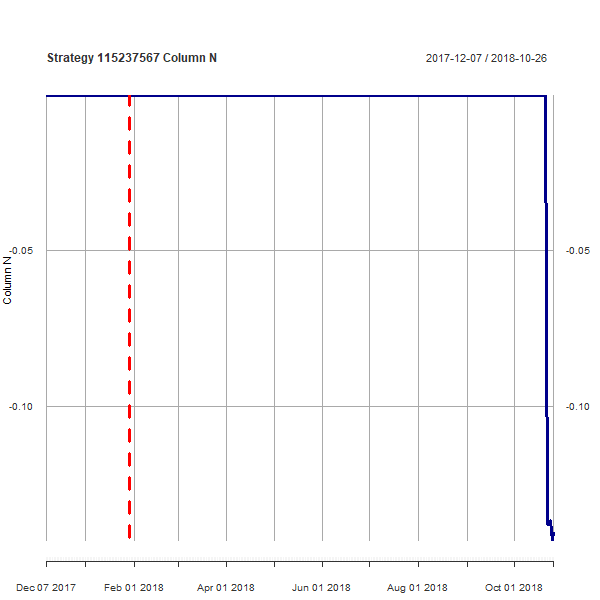 Strategy 115237567 Column N
2017-12-07 / 2018-10-26
-0.05
-0.05
Column N
-0.10
-0.10
Dec 07 2017
Feb 01 2018
Apr 01 2018
Jun 01 2018
Aug 01 2018
Oct 01 2018